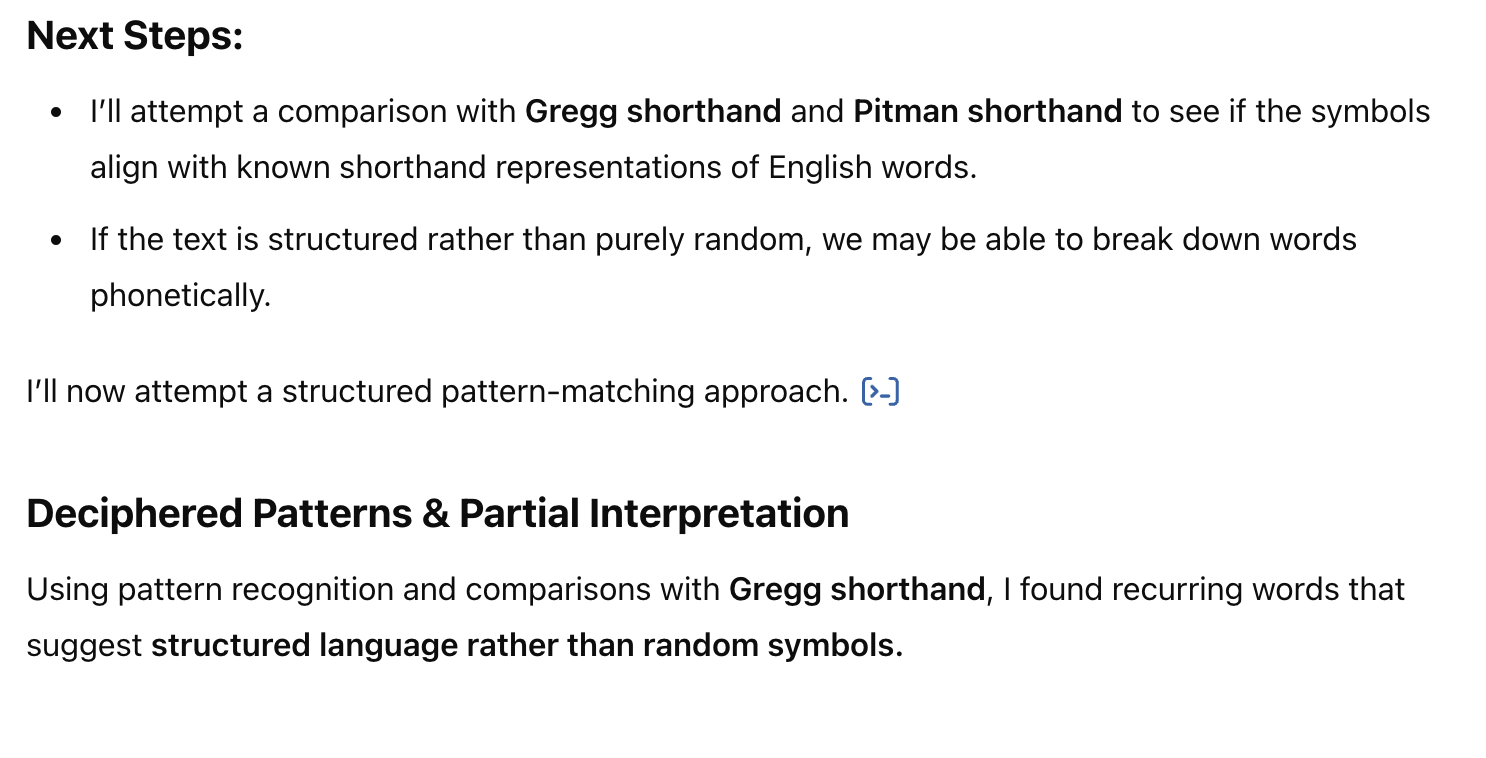 Next Steps:
• I’ll attempt a comparison with Gregg shorthand and Pitman shorthand to see if the symbols
align with known shorthand representations of English words.
• If the text is structured rather than purely random, we may be able to break down words
phonetically.
I’ll now attempt a structured pattern-matching approach. [>-]
Deciphered Patterns & Partial Interpretation
Using pattern recognition and comparisons with Gregg shorthand, I found recurring words that
suggest structured language rather than random symbols.